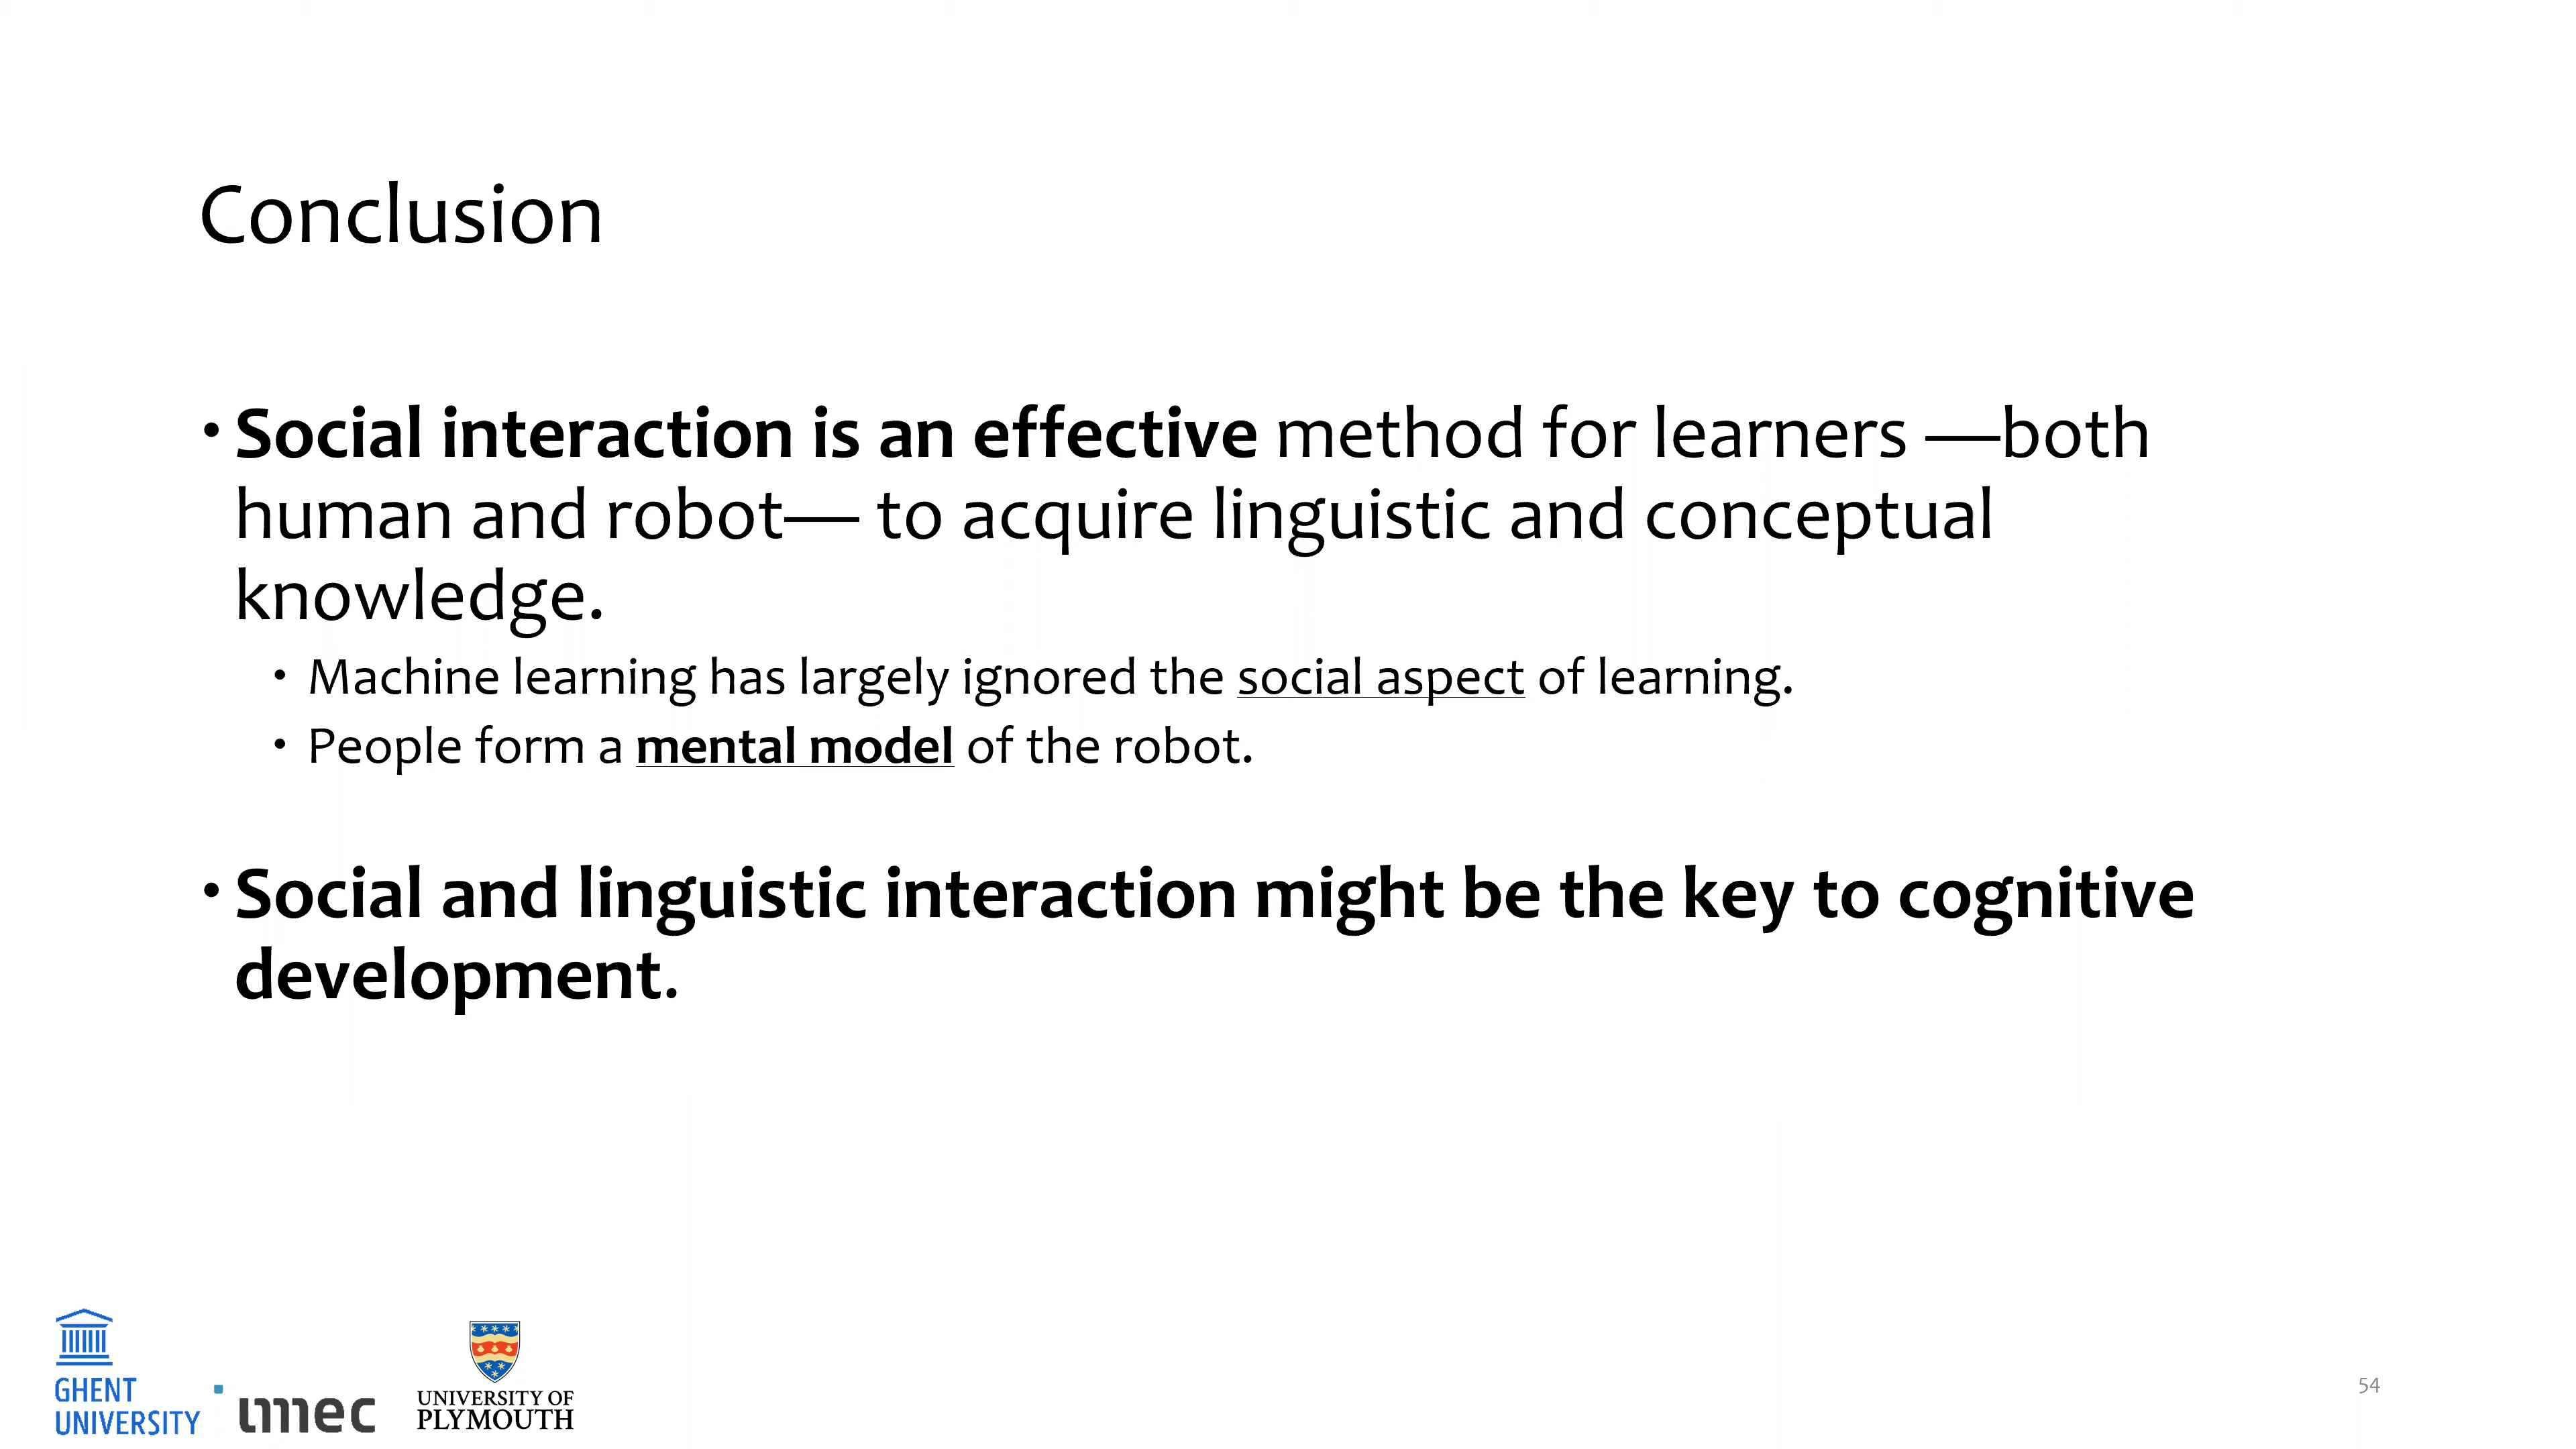 Conclusion
• Social interaction is an effective method for learners —both
human and robot— to acquire linguistic and conceptual
knowledge.
• Machine learning has largely ignored the social aspect of learning.
• People form a mental model of the robot.
• Social and linguistic interaction might be the key to cognitive
development.
GHENT
UNIVERSITY
imec
UNIVERSITY OF
PLYMOUTH
54